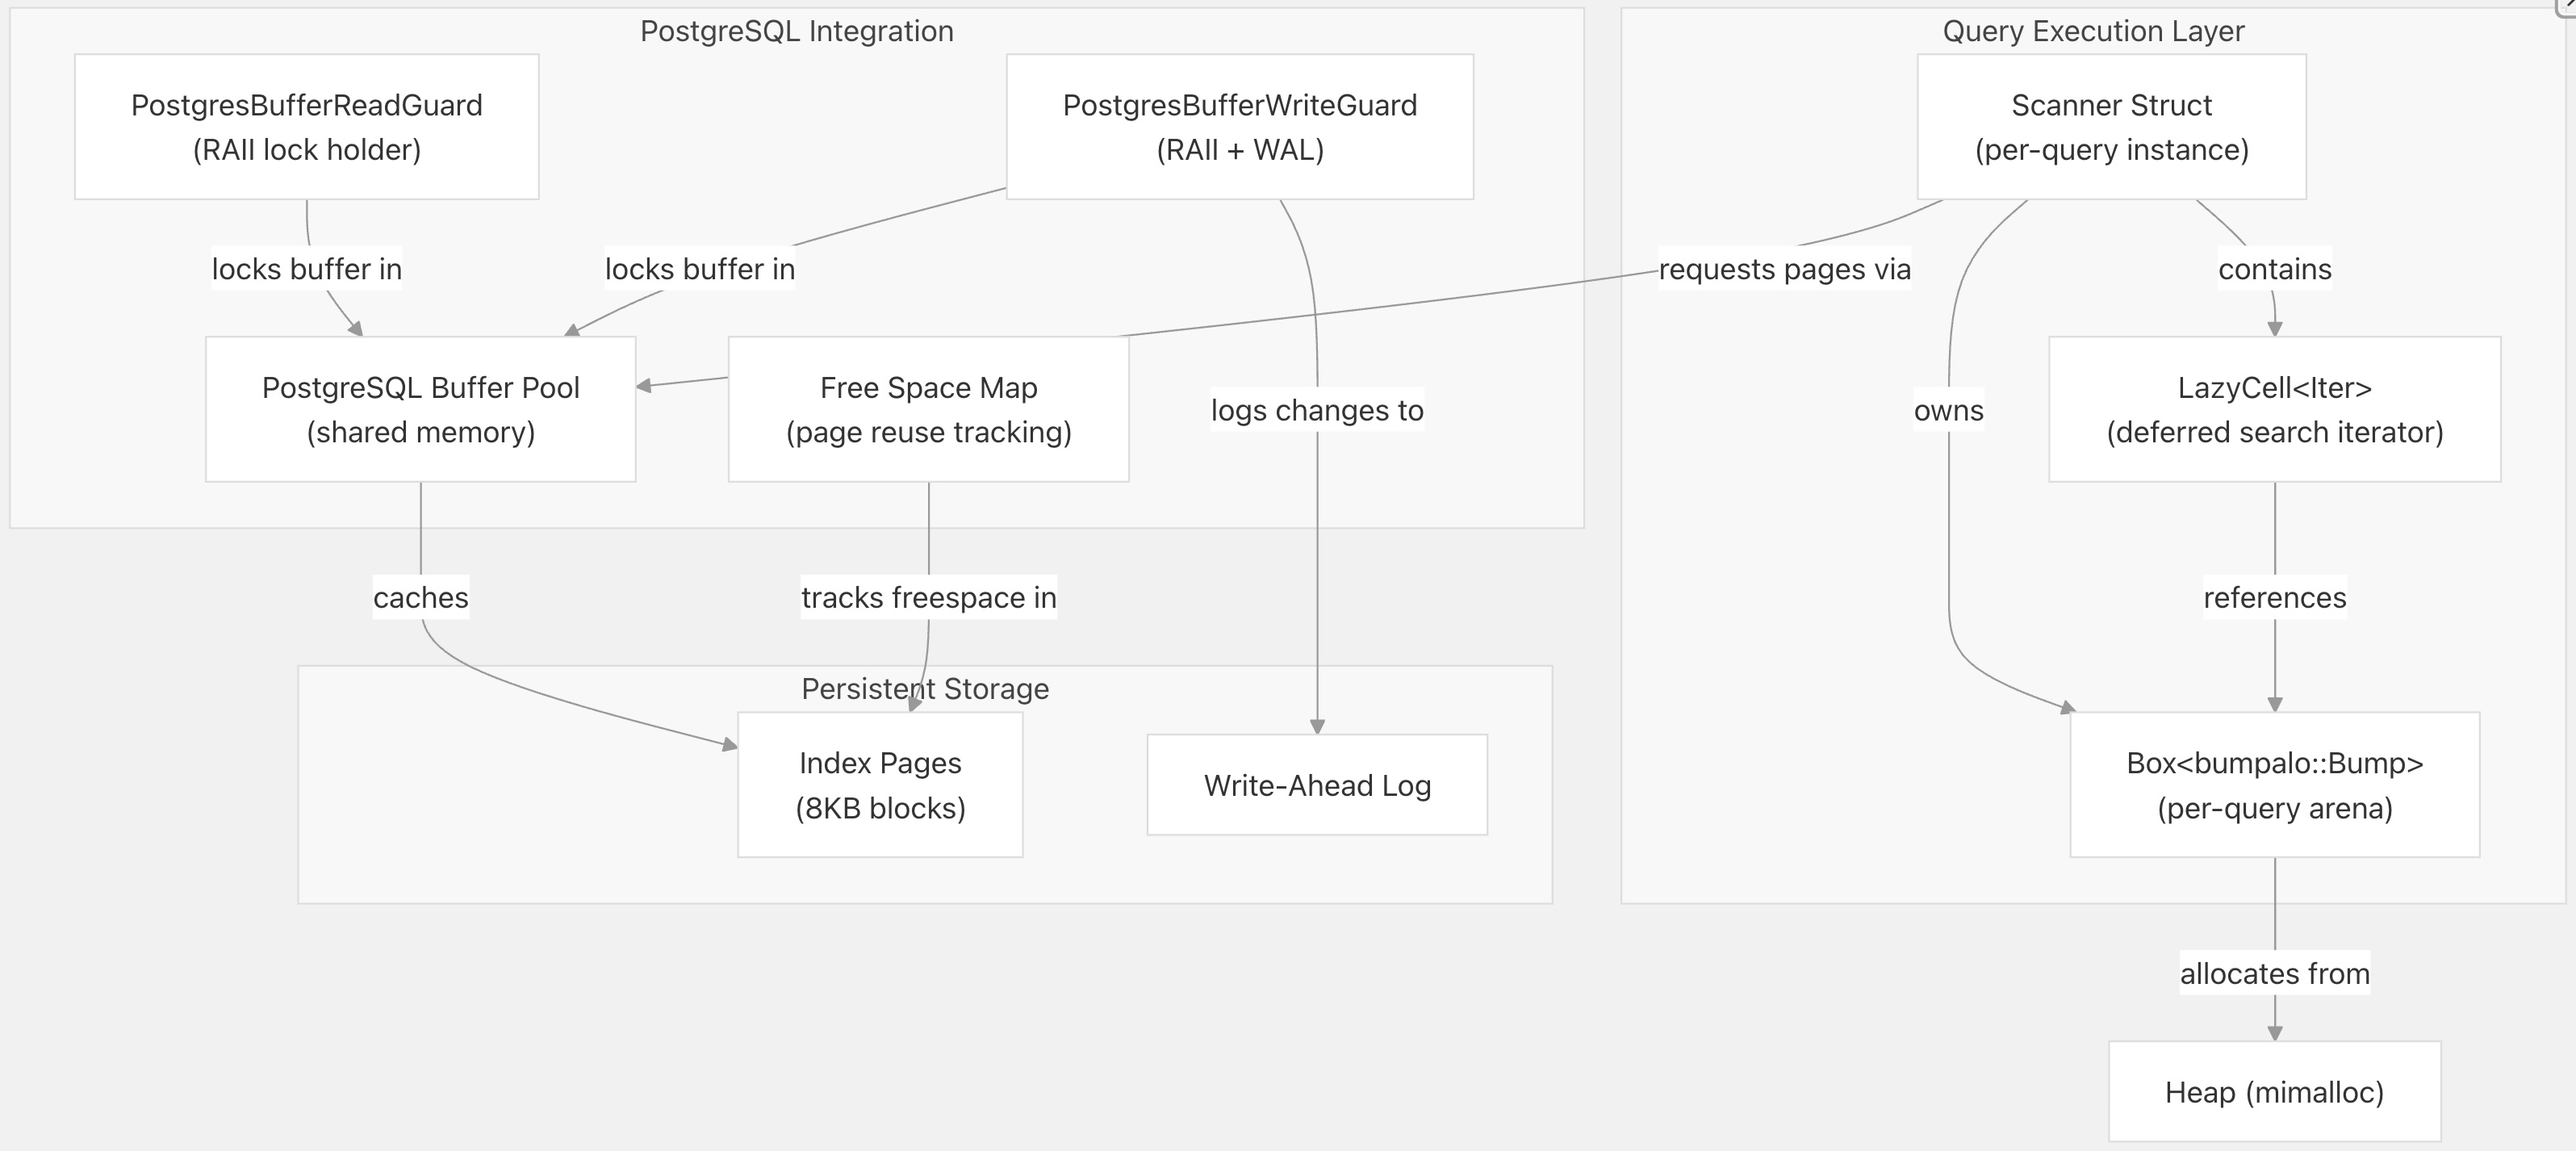 PostgreSQL Integration
Query Execution Layer
PostgresBufferReadGuard
(RAII lock holder)
PostgresBufferWriteGuard
(RAII + WAL)
Scanner Struct
(per-query instance)
locks buffer in
locks buffer in
requests pages via
contains
PostgreSQL Buffer Pool
(shared memory)
Free Space Map
(page reuse tracking)
logs changes to
owns
LazyCell<Iter>
(deferred search iterator)
caches
tracks freespace in
references
Persistent Storage
Index Pages
(8KB blocks)
Write-Ahead Log
Box<bumpalo::Bump>
(per-query arena)
allocates from
Heap (mimalloc)